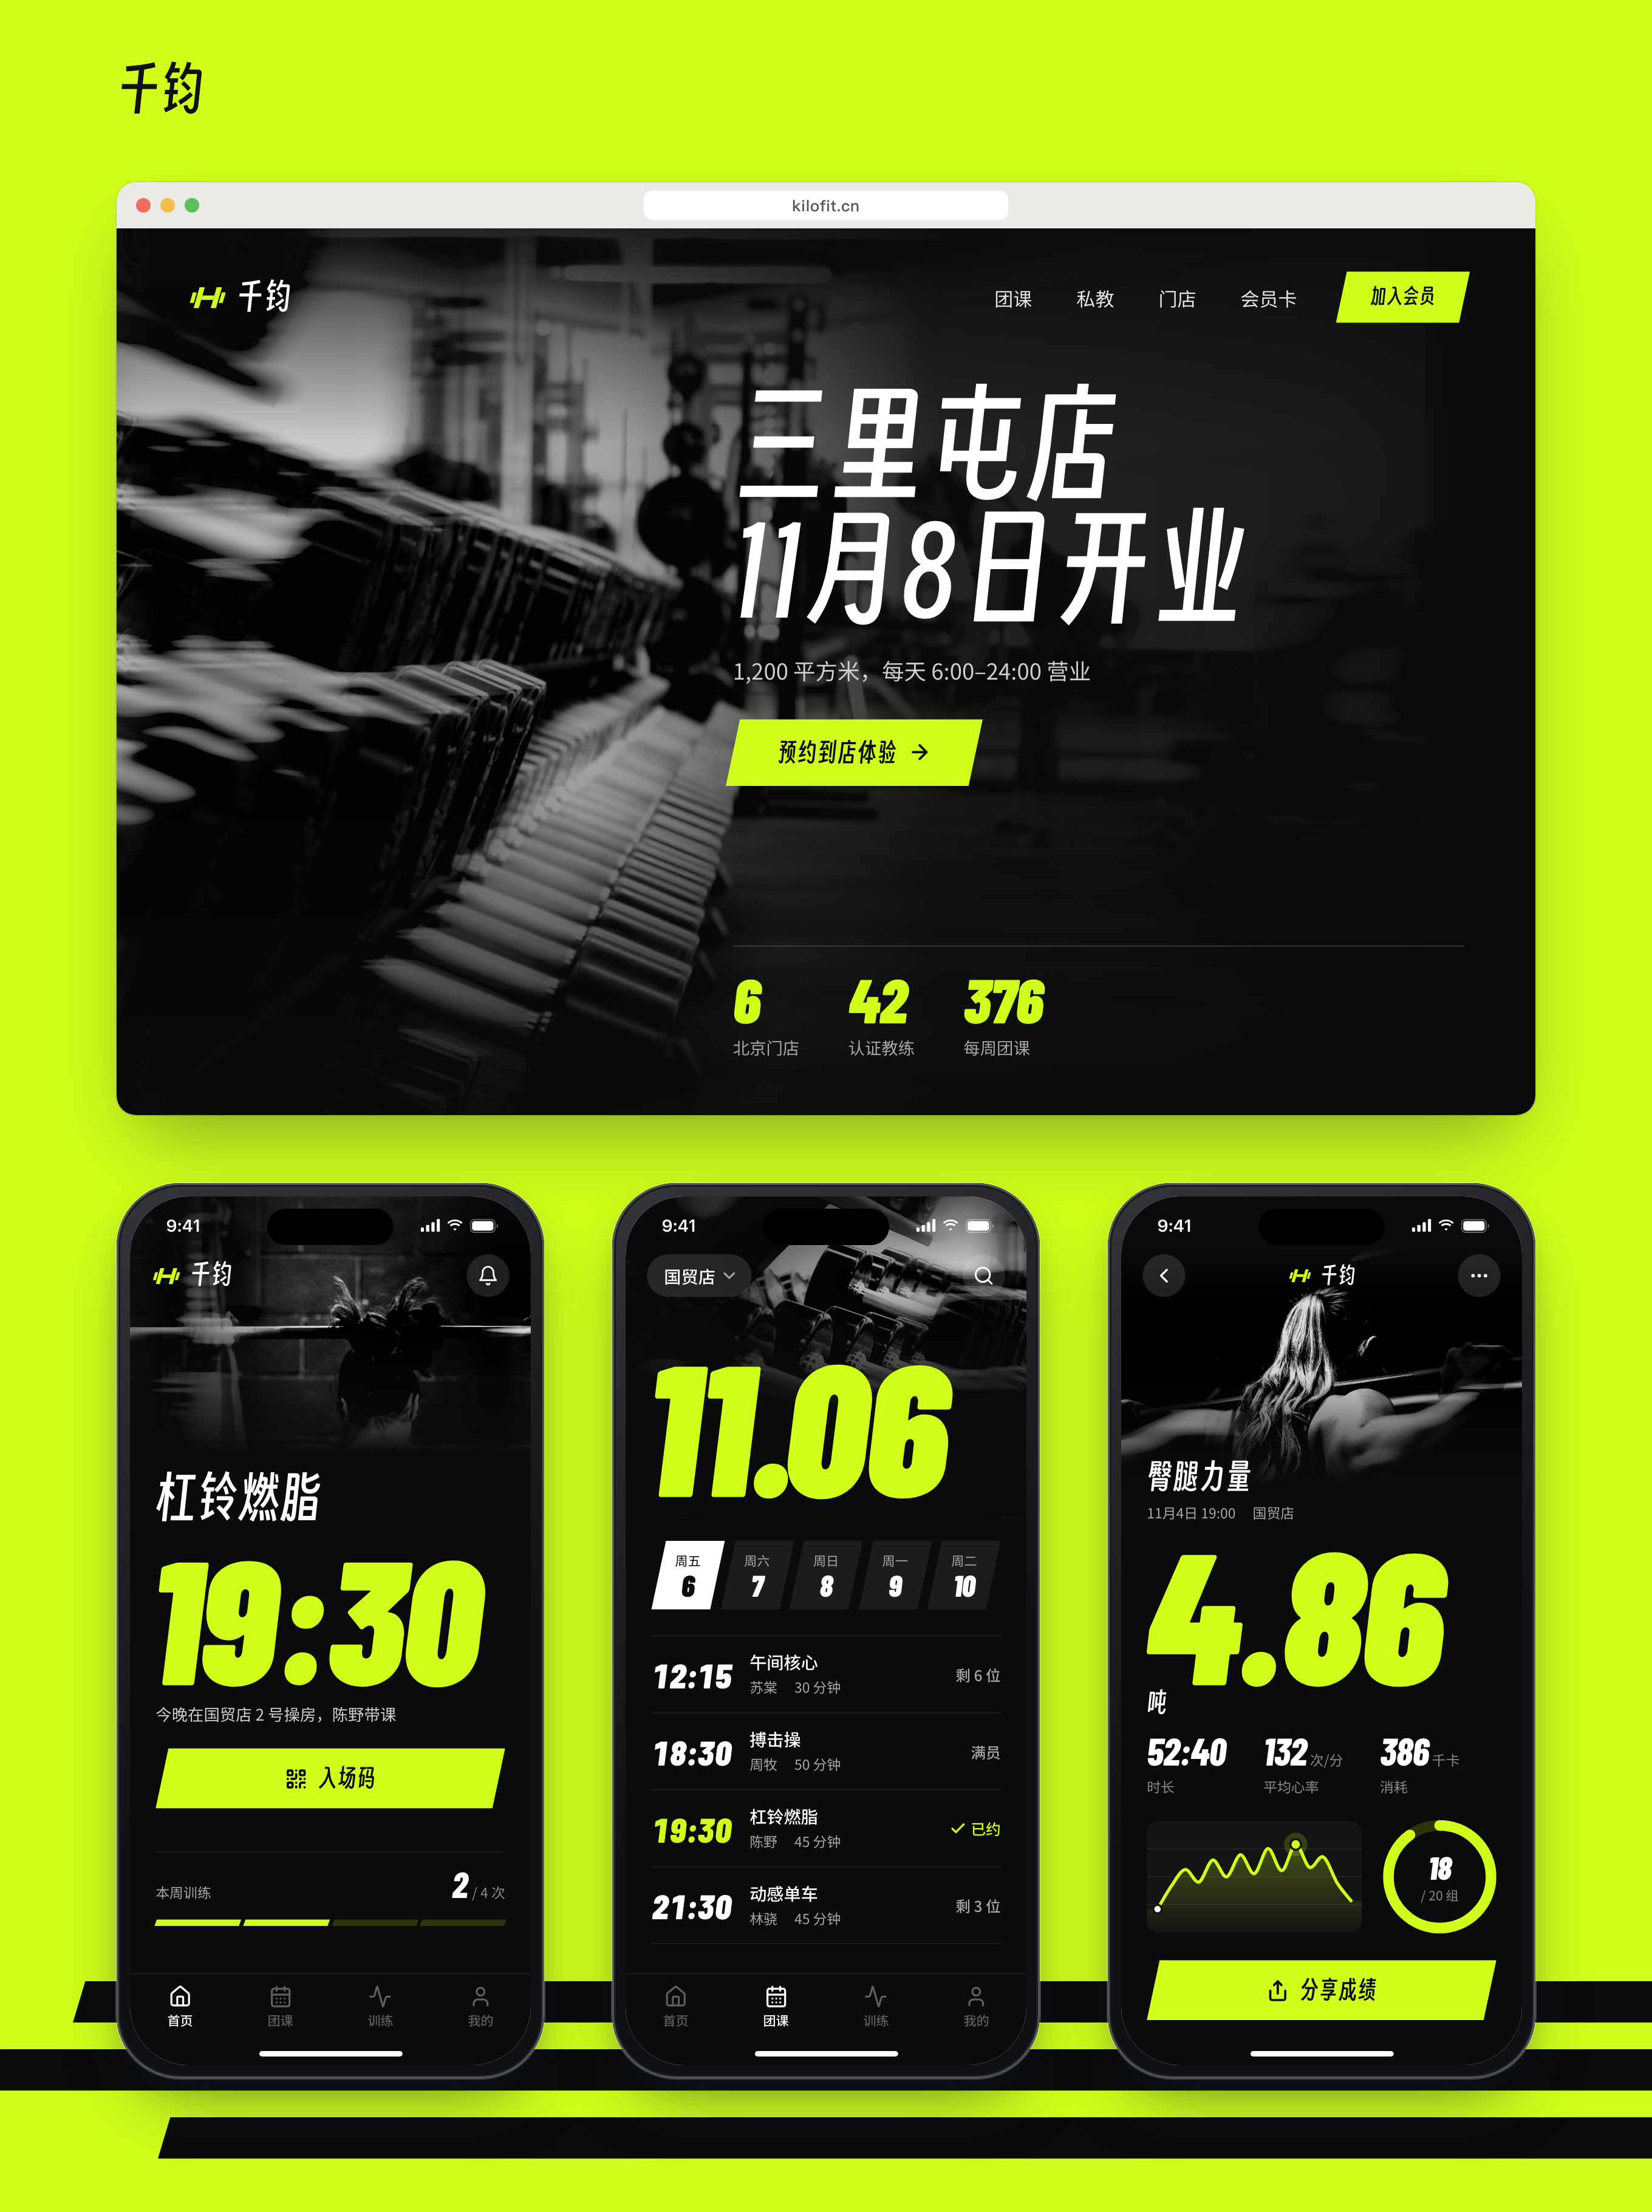 千钧
kilofit.cn
千钧
团课 私教 门店 会员卡 加入会员
三里屯店
11月8日开业
1,200 平方米，每天 6:00–24:00 营业
预约到店体验
6 42 376
北京门店 认证教练 每周团课
9:41
千钧
杠铃燃脂
19:30
今晚在国贸店 2 号操房，陈野带课
入场码
本周训练 2 / 4 次
首页 团课 训练 我的
9:41
国贸店
11.06
周五 周六 周日 周一 周二
6 7 8 9 10
12:15 午间核心 剩 6 位
苏棠 30 分钟
18:30 搏击操 满员
周牧 50 分钟
19:30 杠铃燃脂 已约
陈野 45 分钟
21:30 动感单车 剩 3 位
林骁 45 分钟
首页 团课 训练 我的
9:41
千钧
臀腿力量
11月4日 19:00 国贸店
4.86
吨
52:40 132 次/分 386 千卡
时长 平均心率 消耗
18
/ 20 组
分享成绩